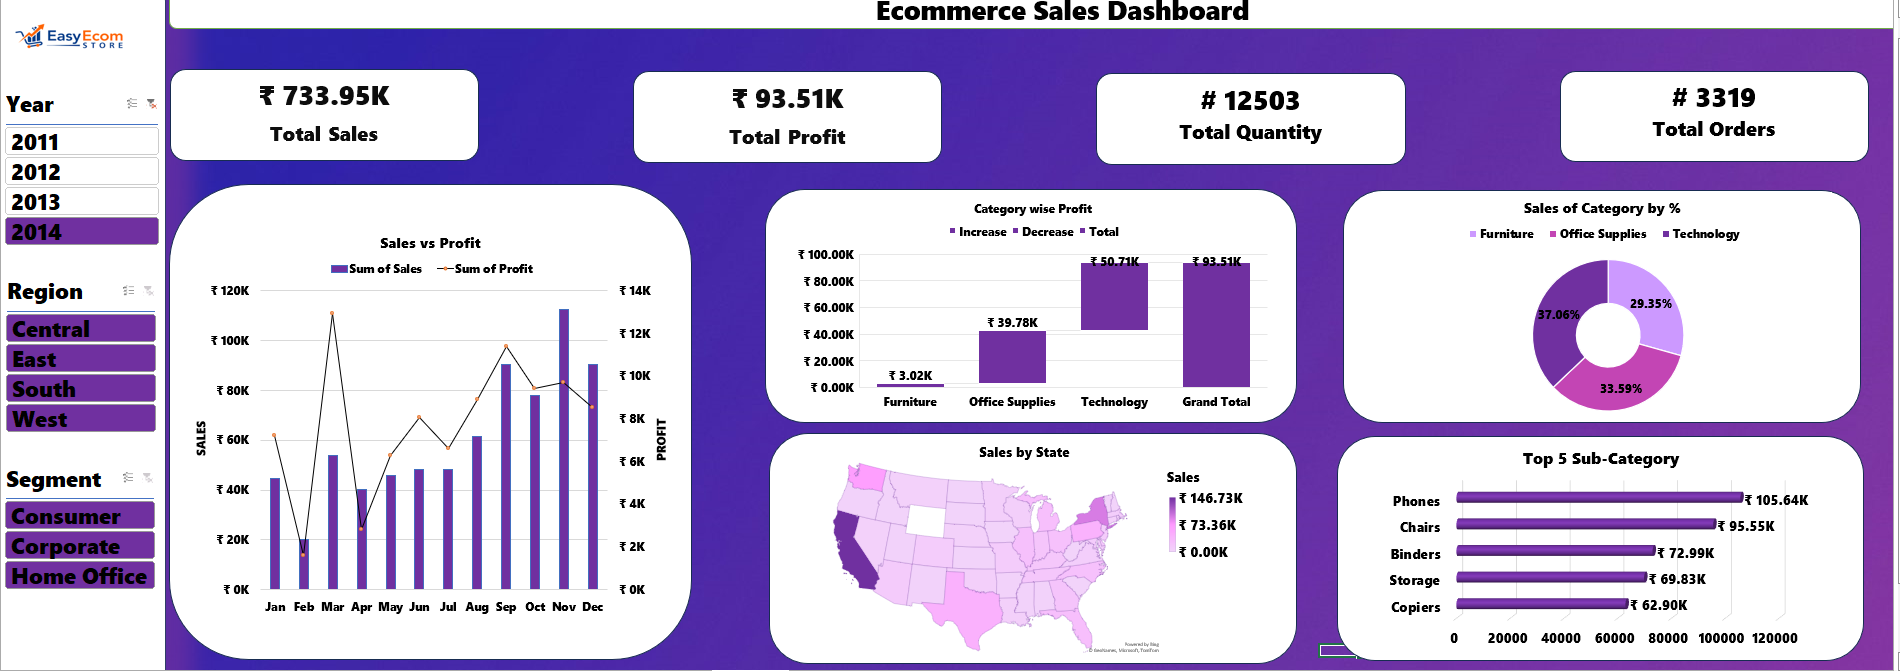 Ecommerce Sales Dashboard
EasyEcom
STORE
Year
2011
2012
2013
2014
Region
Central
East
South
West
Segment
Consumer
Corporate
Home Office
₹ 733.95K
Total Sales
₹ 93.51K
Total Profit
# 12503
Total Quantity
# 3319
Total Orders
Sales vs Profit
Sum of Sales Sum of Profit
₹ 120K
₹ 100K
₹ 80K
₹ 60K
₹ 40K
₹ 20K
₹ 0K
SALES
₹ 14K
₹ 12K
₹ 10K
₹ 8K
₹ 6K
₹ 4K
₹ 2K
₹ 0K
PROFIT
Jan Feb Mar Apr May Jun Jul Aug Sep Oct Nov Dec
Category wise Profit
Increase Decrease Total
₹ 100.00K
₹ 80.00K
₹ 60.00K
₹ 40.00K
₹ 20.00K
₹ 0.00K
₹ 3.02K
₹ 39.78K
₹ 50.71K
₹ 93.51K
Furniture Office Supplies Technology Grand Total
Sales of Category by %
Furniture Office Supplies Technology
29.35%
37.06%
33.59%
Sales by State
Sales
₹ 146.73K
₹ 73.36K
₹ 0.00K
Powered by Bing
© GeoNames, Microsoft, TomTom
Top 5 Sub-Category
Phones ₹ 105.64K
Chairs ₹ 95.55K
Binders ₹ 72.99K
Storage ₹ 69.83K
Copiers ₹ 62.90K
0 20000 40000 60000 80000 100000 120000